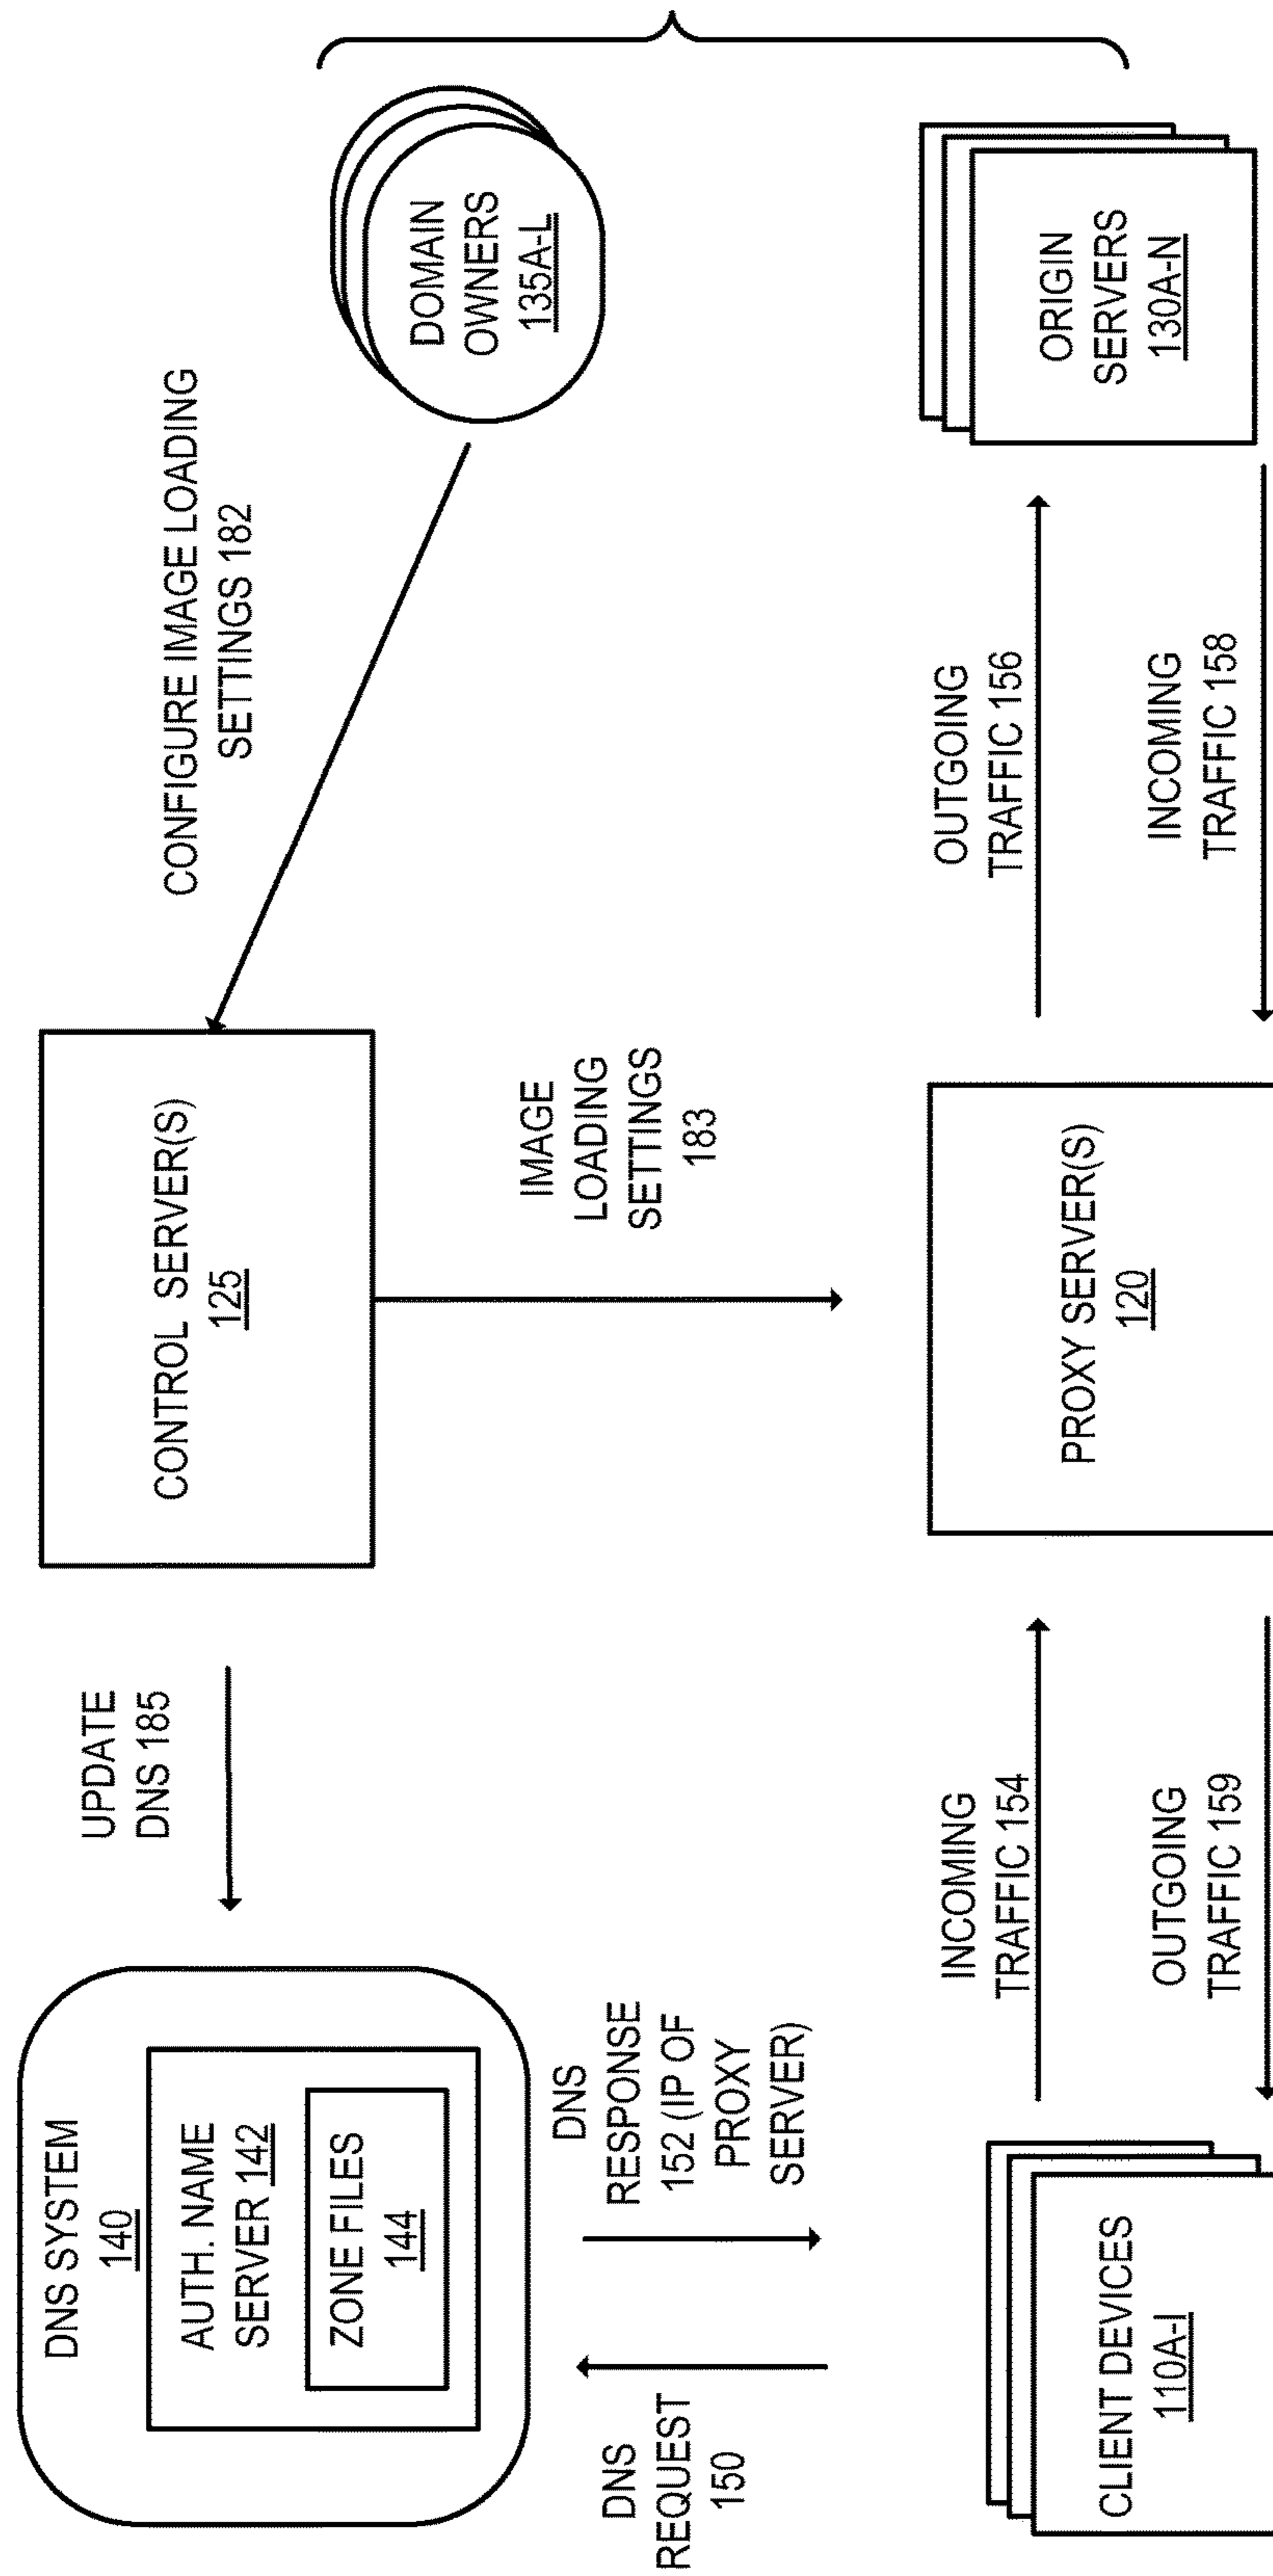 DNS SYSTEM
140
AUTH. NAME
SERVER 142
ZONE FILES
144
UPDATE
DNS 185
CONTROL SERVER(S)
125
CONFIGURE IMAGE LOADING
SETTINGS 182
DOMAIN
OWNERS
135A-L
DNS
REQUEST
150
DNS
RESPONSE
152 (IP OF
PROXY
SERVER)
IMAGE
LOADING
SETTINGS
183
CLIENT DEVICES
110A-I
INCOMING
TRAFFIC 154
OUTGOING
TRAFFIC 159
PROXY SERVER(S)
120
OUTGOING
TRAFFIC 156
INCOMING
TRAFFIC 158
ORIGIN
SERVERS
130A-N